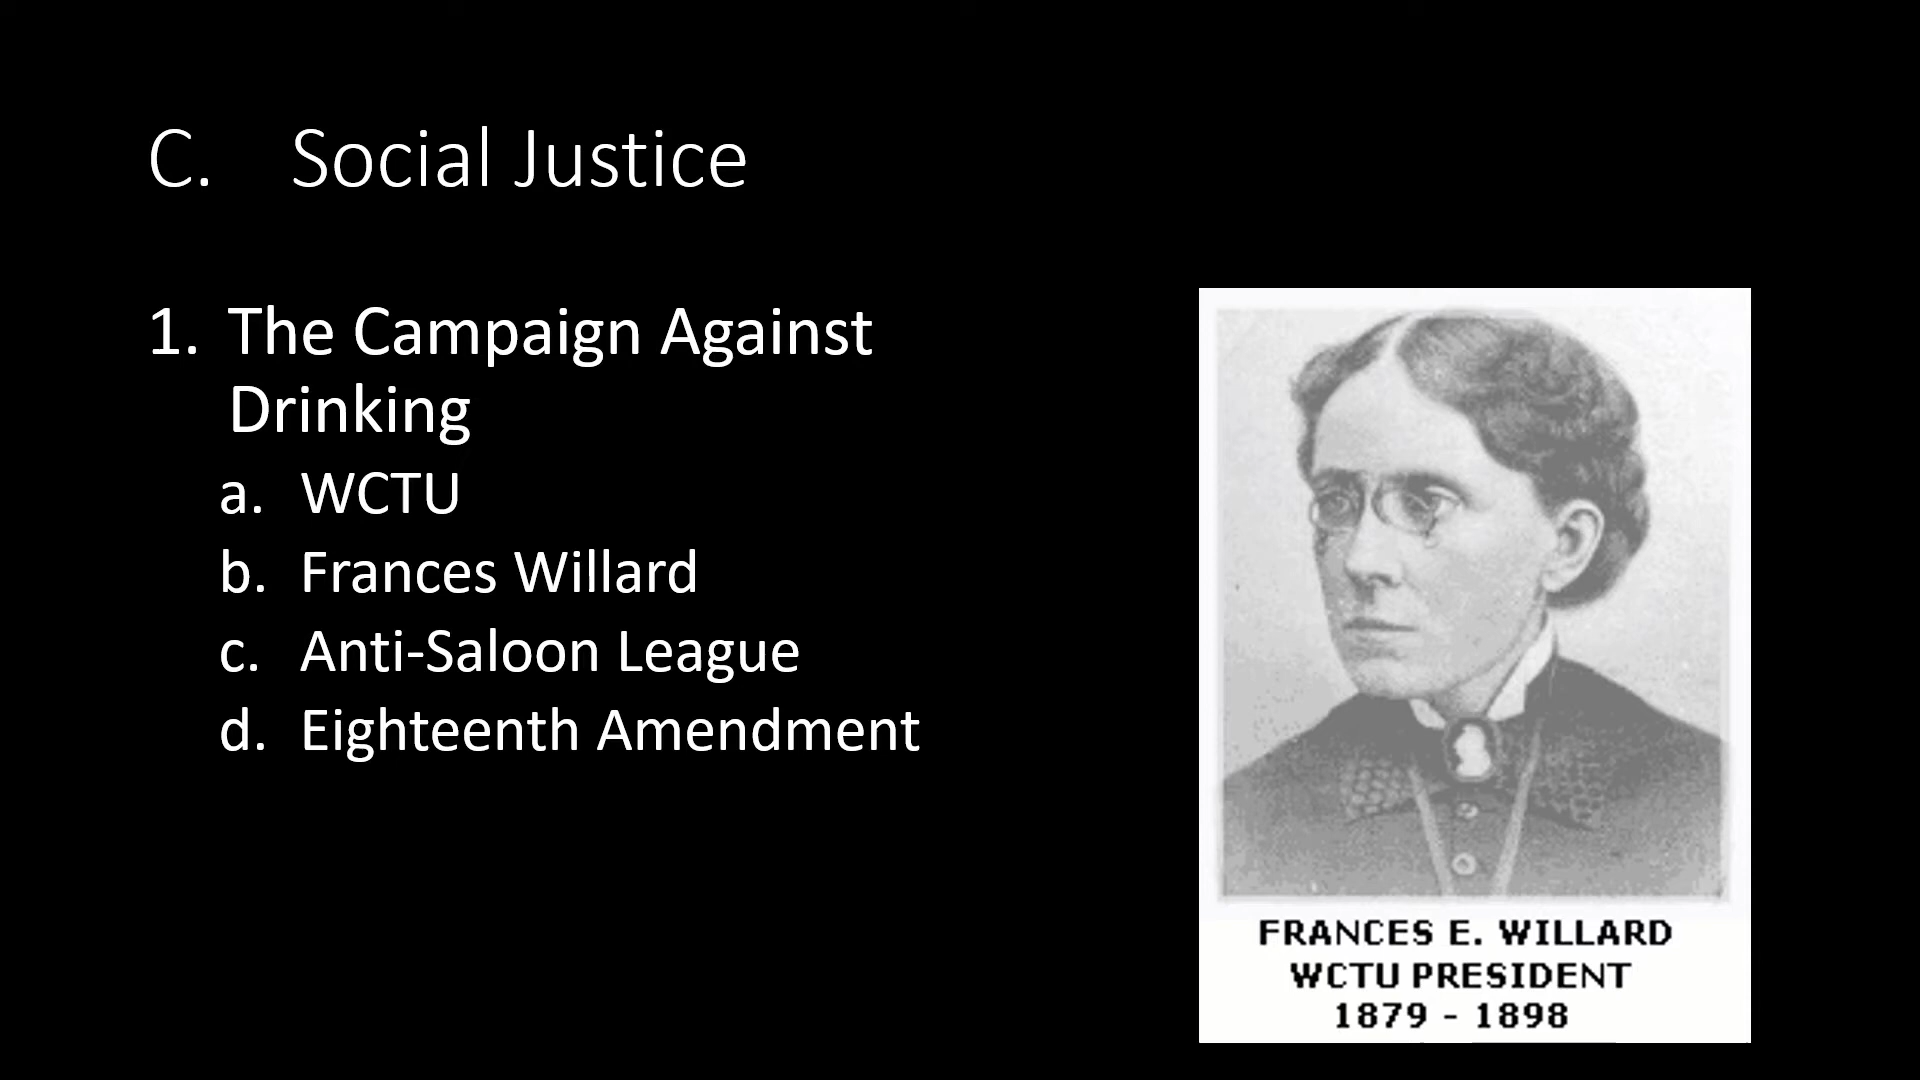 C. Social Justice
1. The Campaign Against
Drinking
a. WCTU
b. Frances Willard
c. Anti-Saloon League
d. Eighteenth Amendment
FRANCES E. WILLARD
WCTU PRESIDENT
1879 - 1898